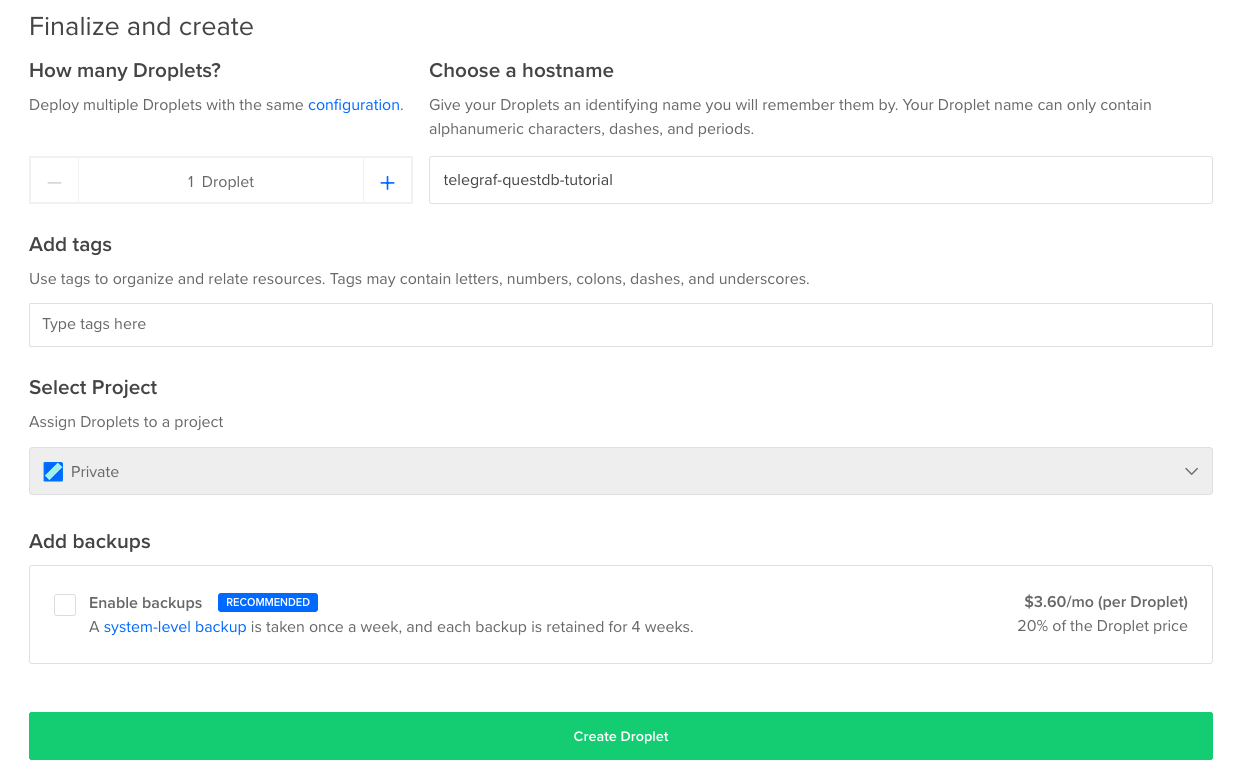 Finalize and create
How many Droplets?
Deploy multiple Droplets with the same configuration.
Choose a hostname
Give your Droplets an identifying name you will remember them by. Your Droplet name can only contain
alphanumeric characters, dashes, and periods.
1 Droplet
telegraf-questdb-tutorial
Add tags
Use tags to organize and relate resources. Tags may contain letters, numbers, colons, dashes, and underscores.
Type tags here
Select Project
Assign Droplets to a project
Private
Add backups
Enable backups RECOMMENDED
A system-level backup is taken once a week, and each backup is retained for 4 weeks.
$3.60/mo (per Droplet)
20% of the Droplet price
Create Droplet